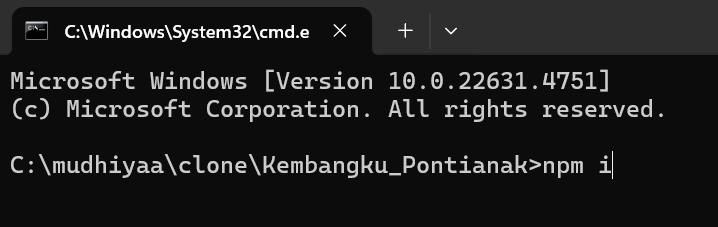 C:\Windows\System32\cmd.e
Microsoft Windows [Version 10.0.22631.4751]
(c) Microsoft Corporation. All rights reserved.
C:\mudhiyaa\clone\Kembangku_Pontianak>npm i